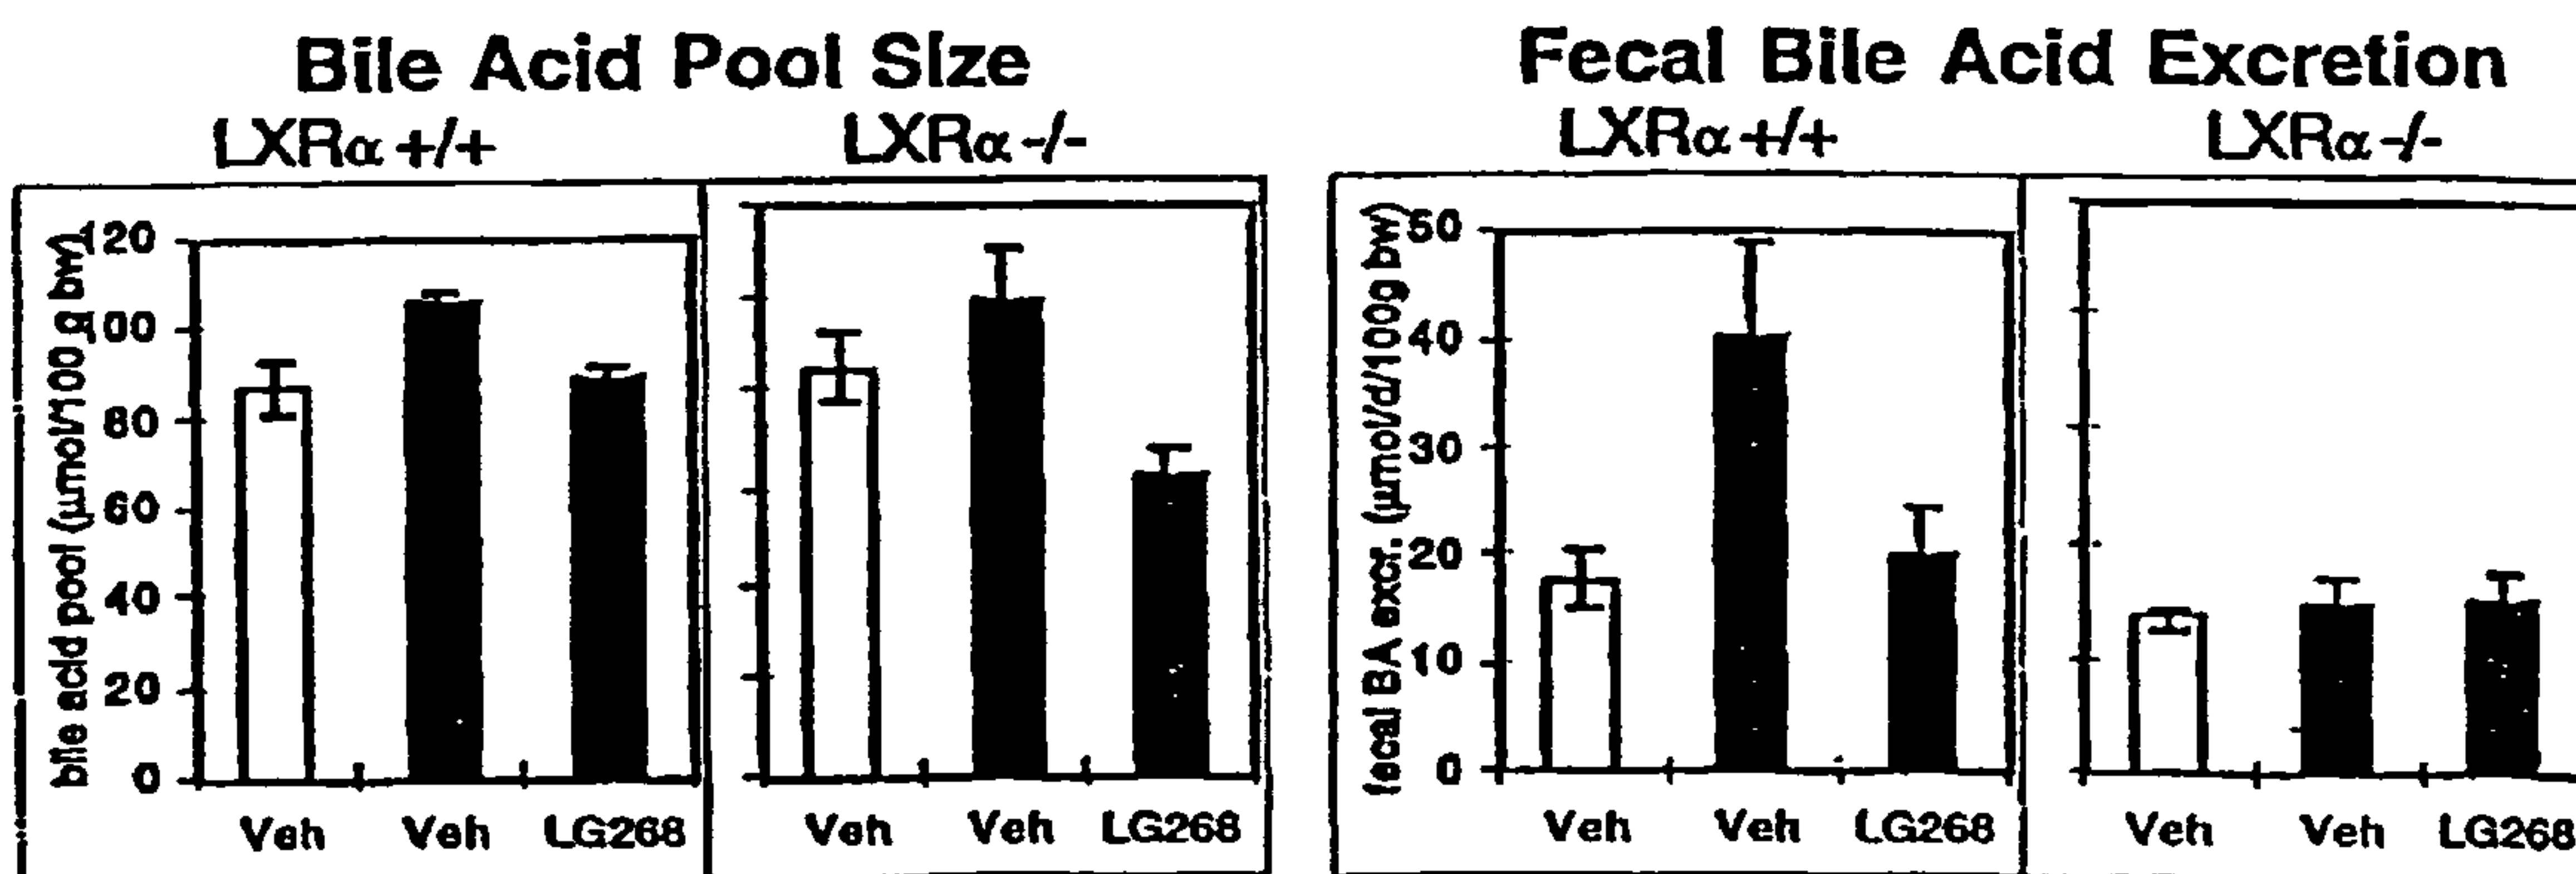 Bile Acid Pool Size
LXRα +/+
LXRα -/-
bile acid pool (µmol/100 g bw)
120
100
80
60
40
20
0
Veh
Veh
LG268
Veh
Veh
LG268
Fecal Bile Acid Excretion
LXRα +/+
LXRα -/-
fecal BA excr. (µmol/d/100g bw)
50
40
30
20
10
0
Veh
Veh
LG268
Veh
Veh
LG268